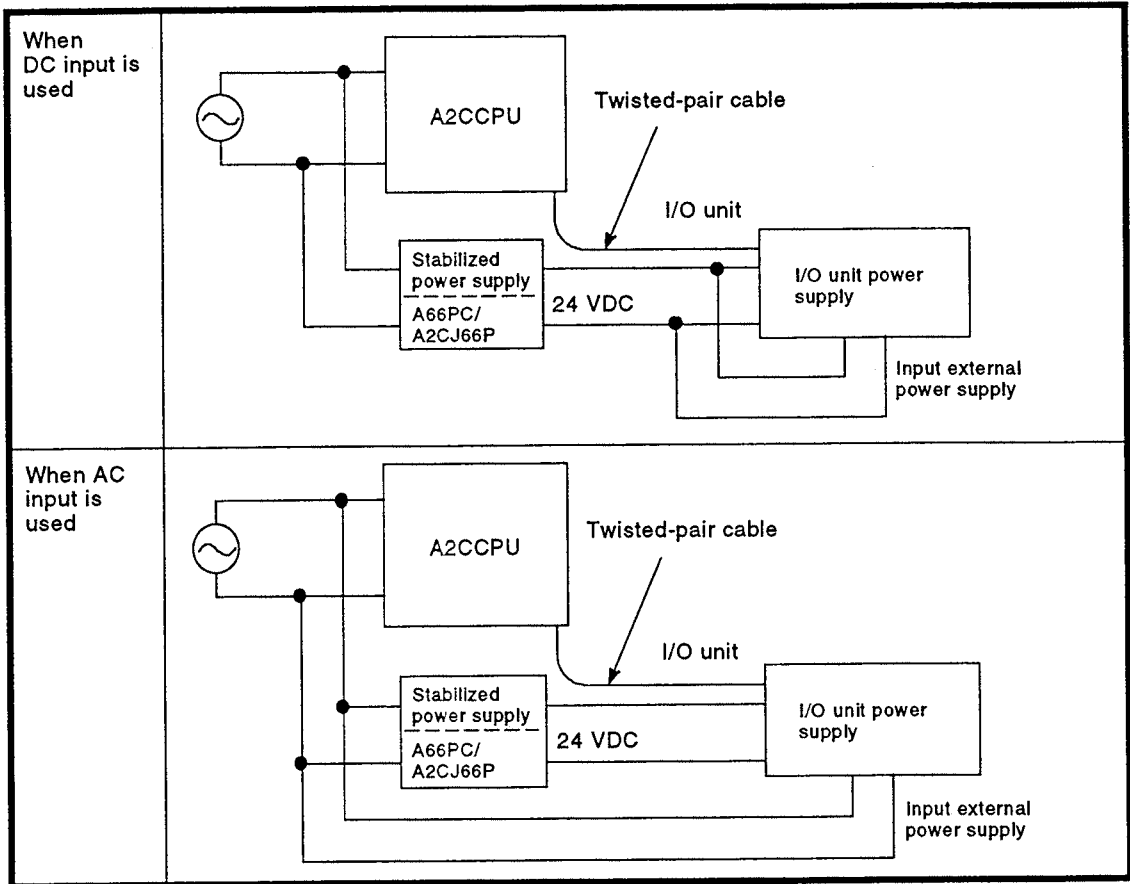 When
DC input is
used
A2CCPU
Twisted-pair cable
I/O unit
Stabilized
power supply
A66PC/
A2CJ66P
24 VDC
I/O unit power
supply
Input external
power supply
When AC
input is
used
A2CCPU
Twisted-pair cable
I/O unit
Stabilized
power supply
A66PC/
A2CJ66P
24 VDC
I/O unit power
supply
Input external
power supply